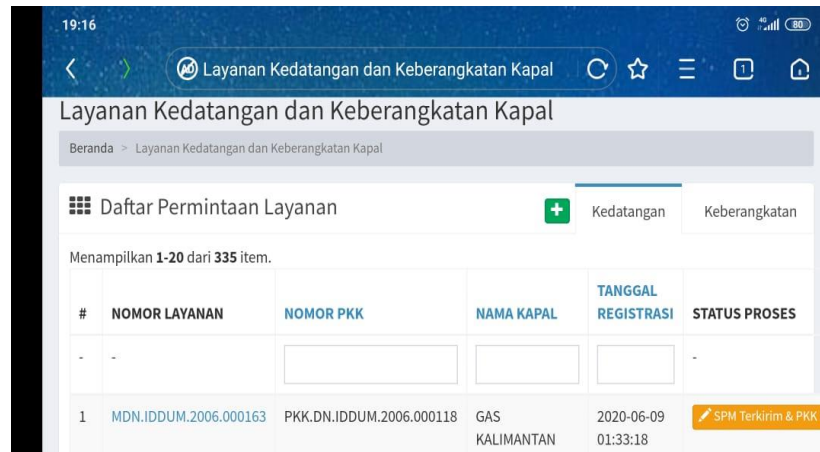 19:16
4G
80
Layanan Kedatangan dan Keberangkatan Kapal
1
Layanan Kedatangan dan Keberangkatan Kapal
Beranda > Layanan Kedatangan dan Keberangkatan Kapal
Daftar Permintaan Layanan
+
Kedatangan
Keberangkatan
Menampilkan 1-20 dari 335 item.
# NOMOR LAYANAN NOMOR PKK NAMA KAPAL TANGGAL REGISTRASI STATUS PROSES
- - -
1 MDN.IDDUM.2006.000163 PKK.DN.IDDUM.2006.000118 GAS KALIMANTAN 2020-06-09 01:33:18 SPM Terkirim & PKK